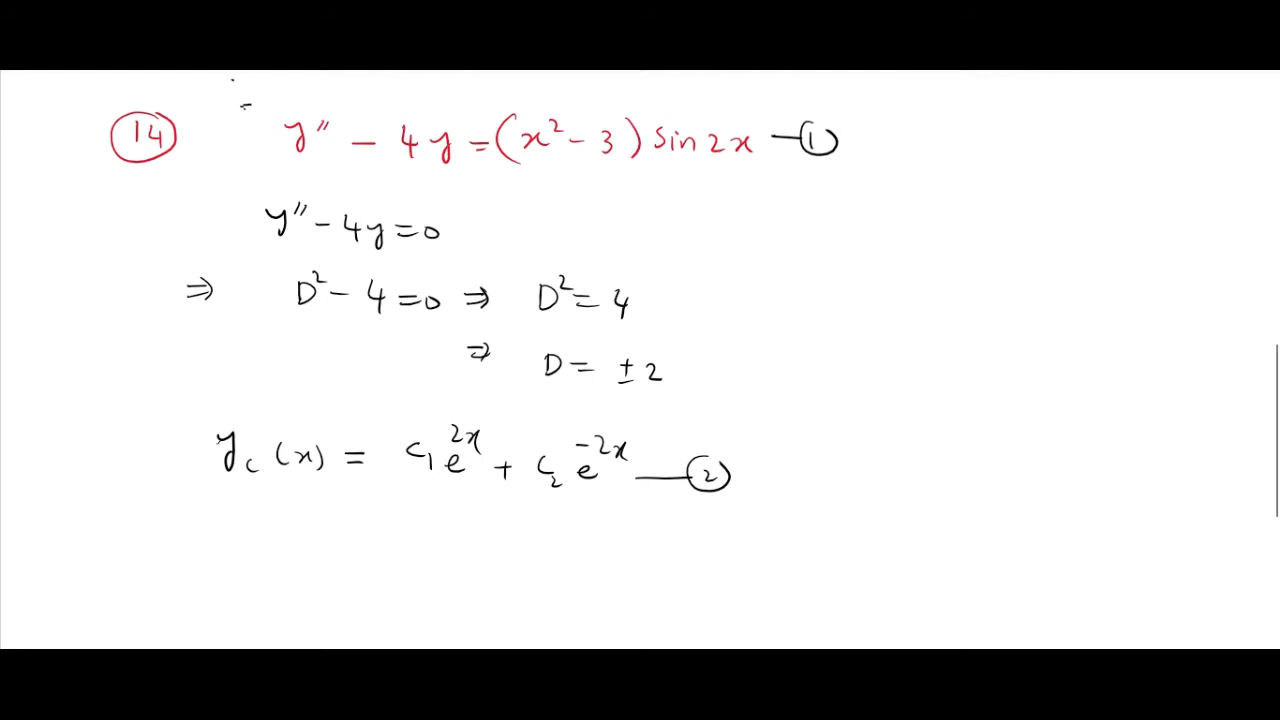 14 y″ − 4y = (x² − 3) sin 2x —①
y″ − 4y = 0
⇒ D² − 4 = 0 ⇒ D² = 4
⇒ D = ± 2
y_c (x) = c₁ e^{2x} + c₂ e^{−2x} —②